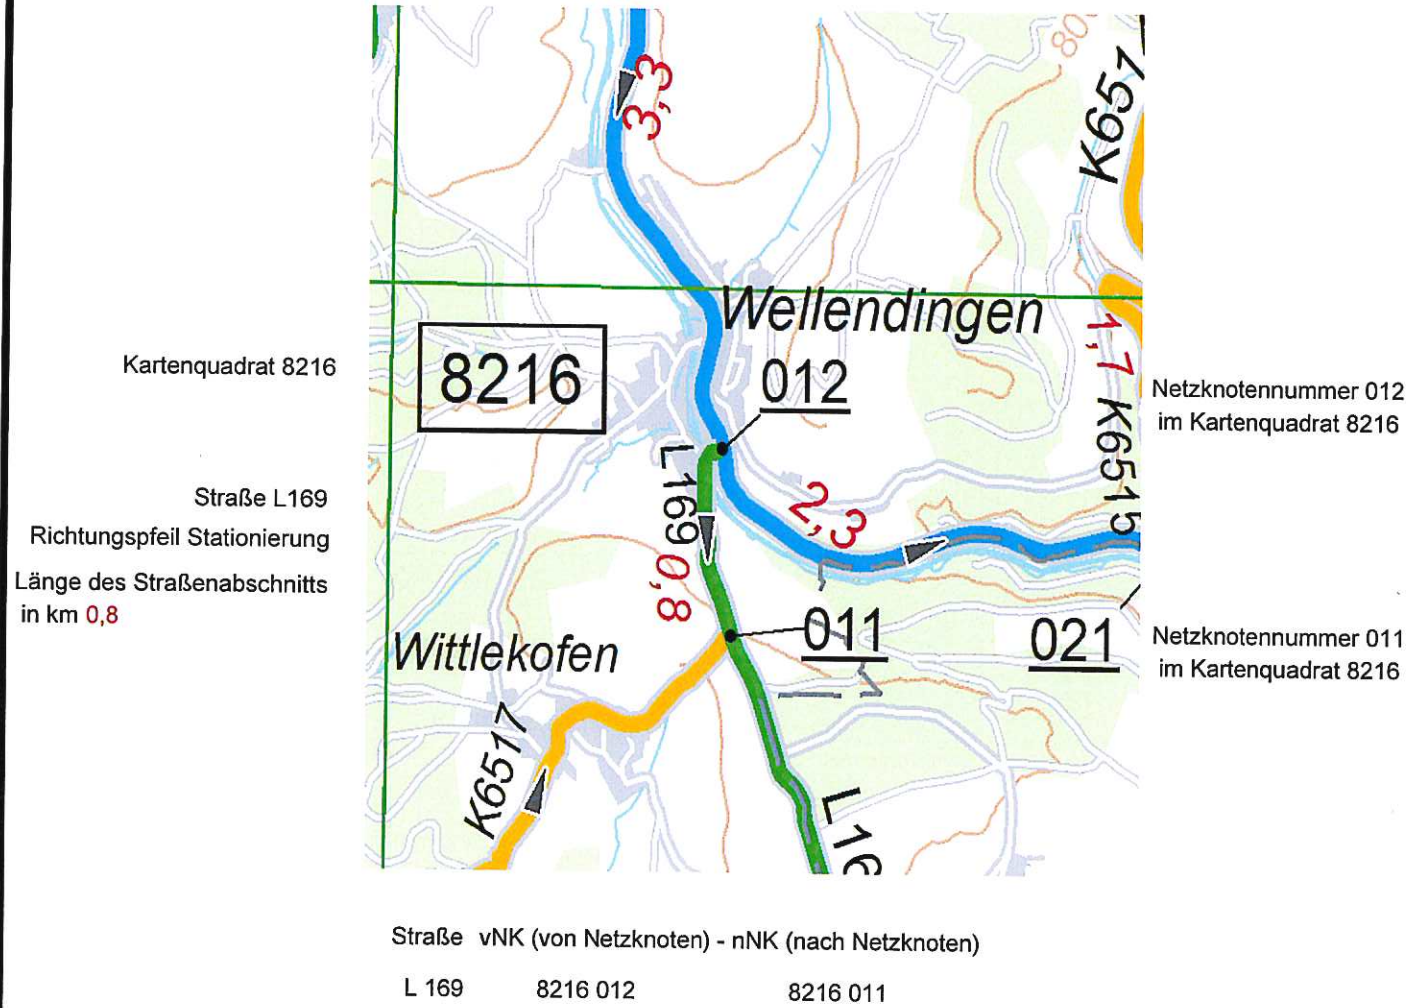 3,3
80
K651
Wellendingen
Kartenquadrat 8216
8216
012
1,7
K6515
Netzknotennummer 012
im Kartenquadrat 8216
Straße L169
Richtungspfeil Stationierung
Länge des Straßenabschnitts
in km 0,8
L169
0,8
2,3
Wittlekofen
011
021
Netzknotennummer 011
im Kartenquadrat 8216
K6517
L16
Straße vNK (von Netzknoten) - nNK (nach Netzknoten)
L 169 8216 012 8216 011